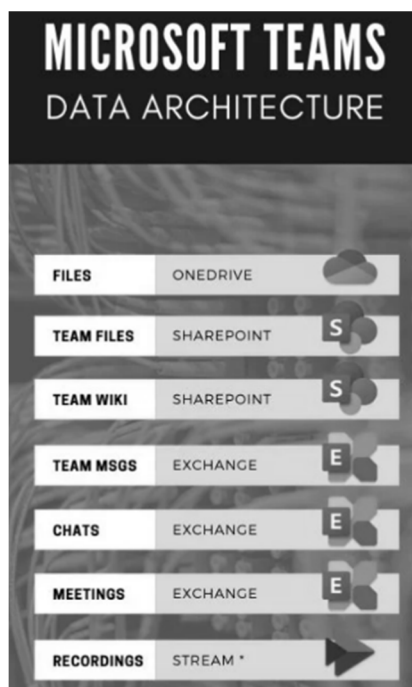 MICROSOFT TEAMS
DATA ARCHITECTURE
FILES ONEDRIVE
TEAM FILES SHAREPOINT S
TEAM WIKI SHAREPOINT S
TEAM MSGS EXCHANGE E
CHATS EXCHANGE E
MEETINGS EXCHANGE E
RECORDINGS STREAM *